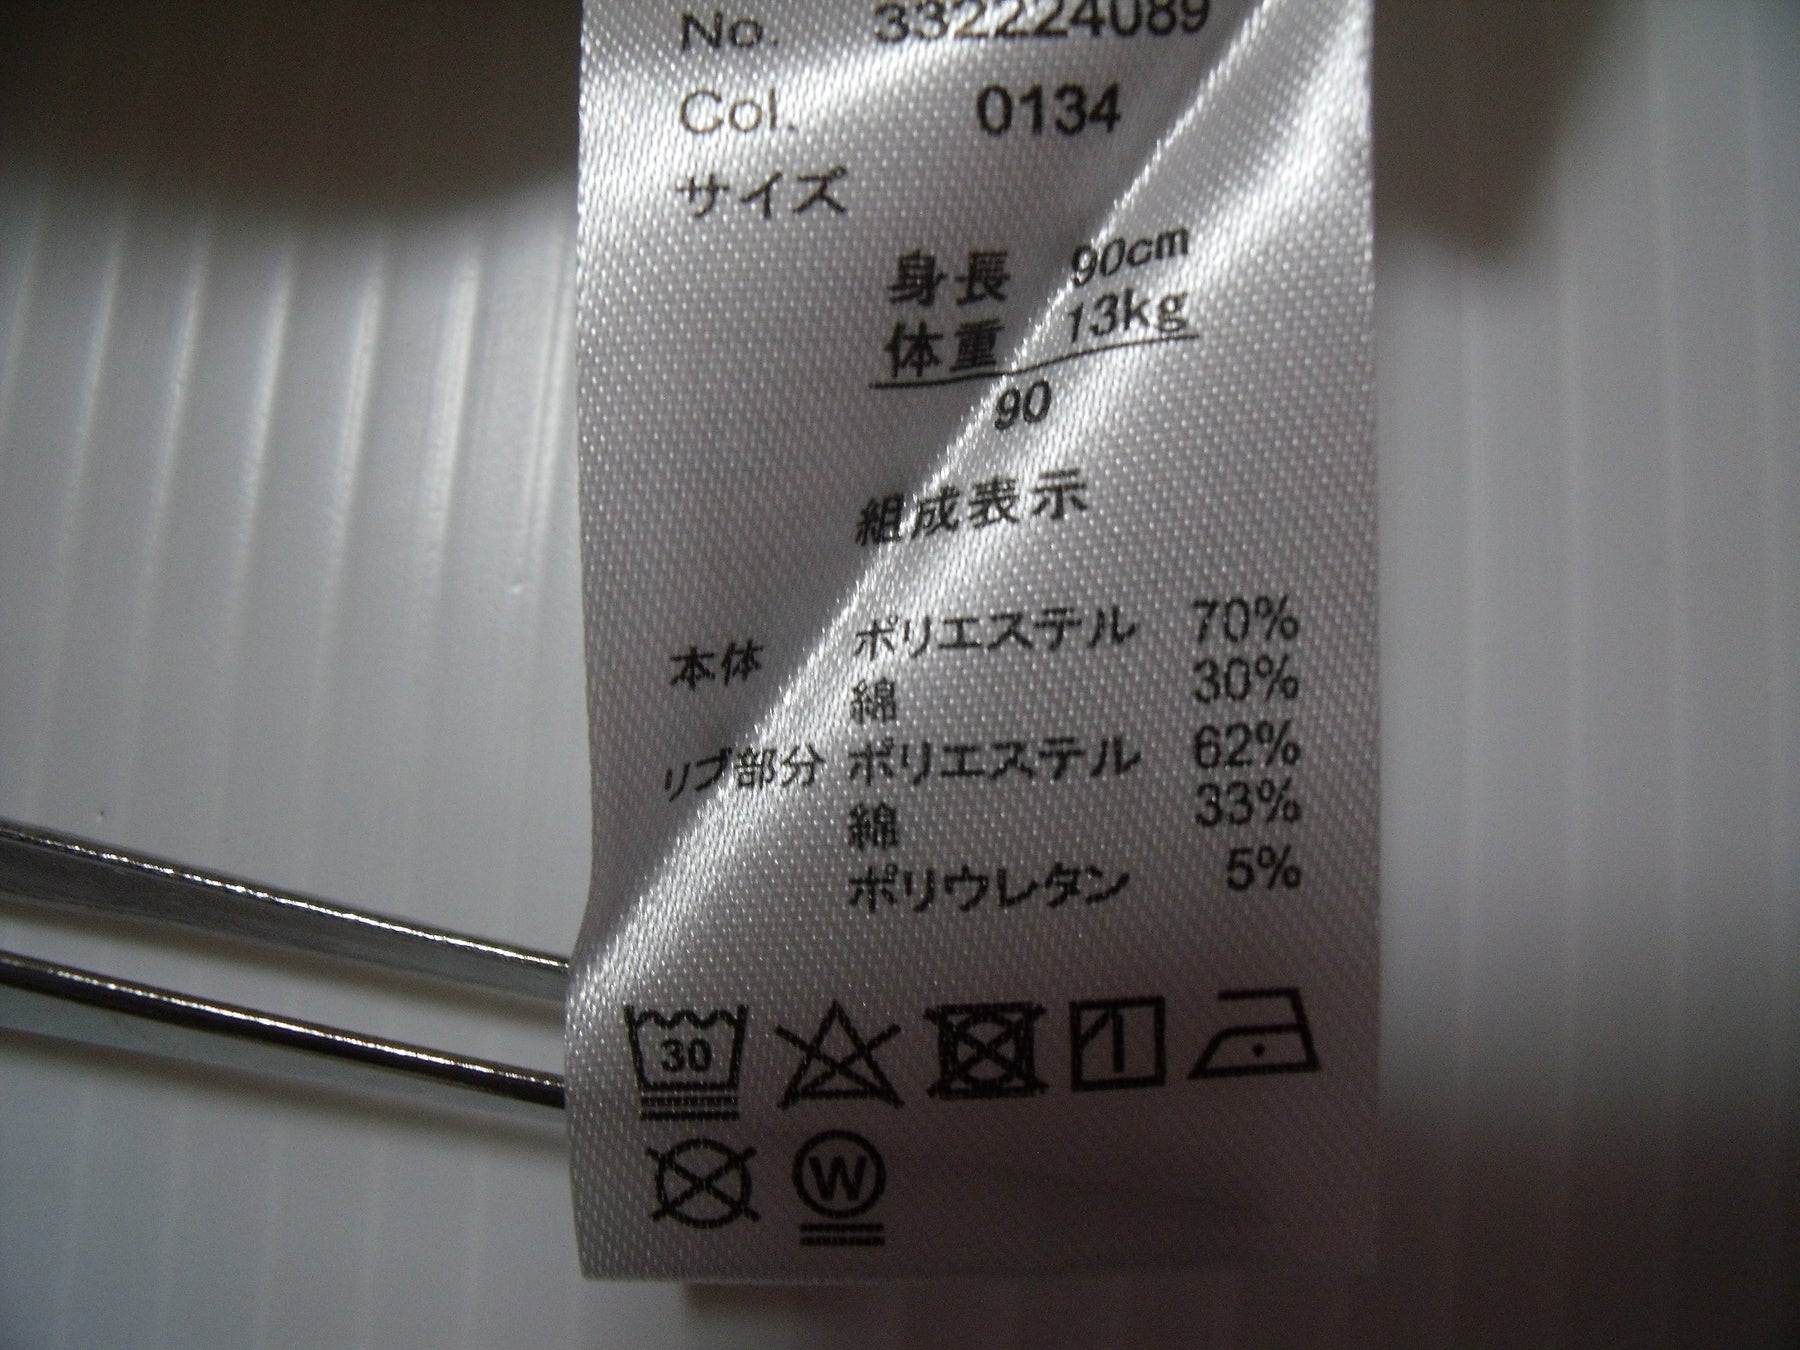 No. 332224089
Col. 0134
サイズ
身長 90cm
体重 13kg
90
組成表示
本体 ポリエステル 70%
綿 30%
リブ部分 ポリエステル 62%
綿 33%
ポリウレタン 5%
30
W